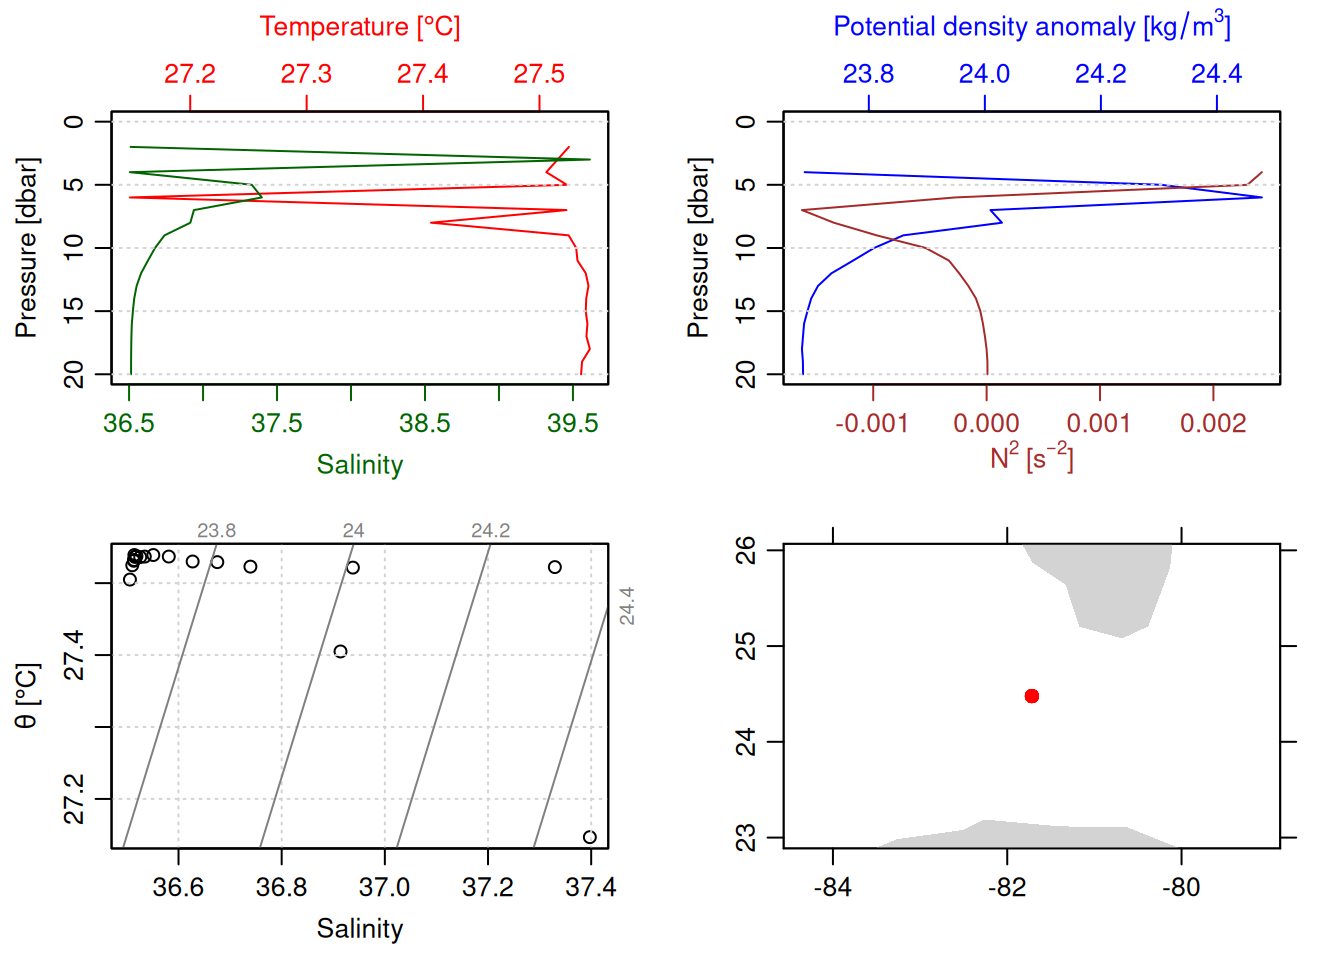 Temperature [°C]
27.2 27.3 27.4 27.5
Pressure [dbar]
0
5
10
15
20
36.5 37.5 38.5 39.5
Salinity
Potential density anomaly [kg/m³]
23.8 24.0 24.2 24.4
Pressure [dbar]
0
5
10
15
20
-0.001 0.000 0.001 0.002
N² [s⁻²]
23.8 24 24.2
24.4
θ [°C]
27.4
27.2
36.6 36.8 37.0 37.2 37.4
Salinity
26
25
24
23
-84 -82 -80